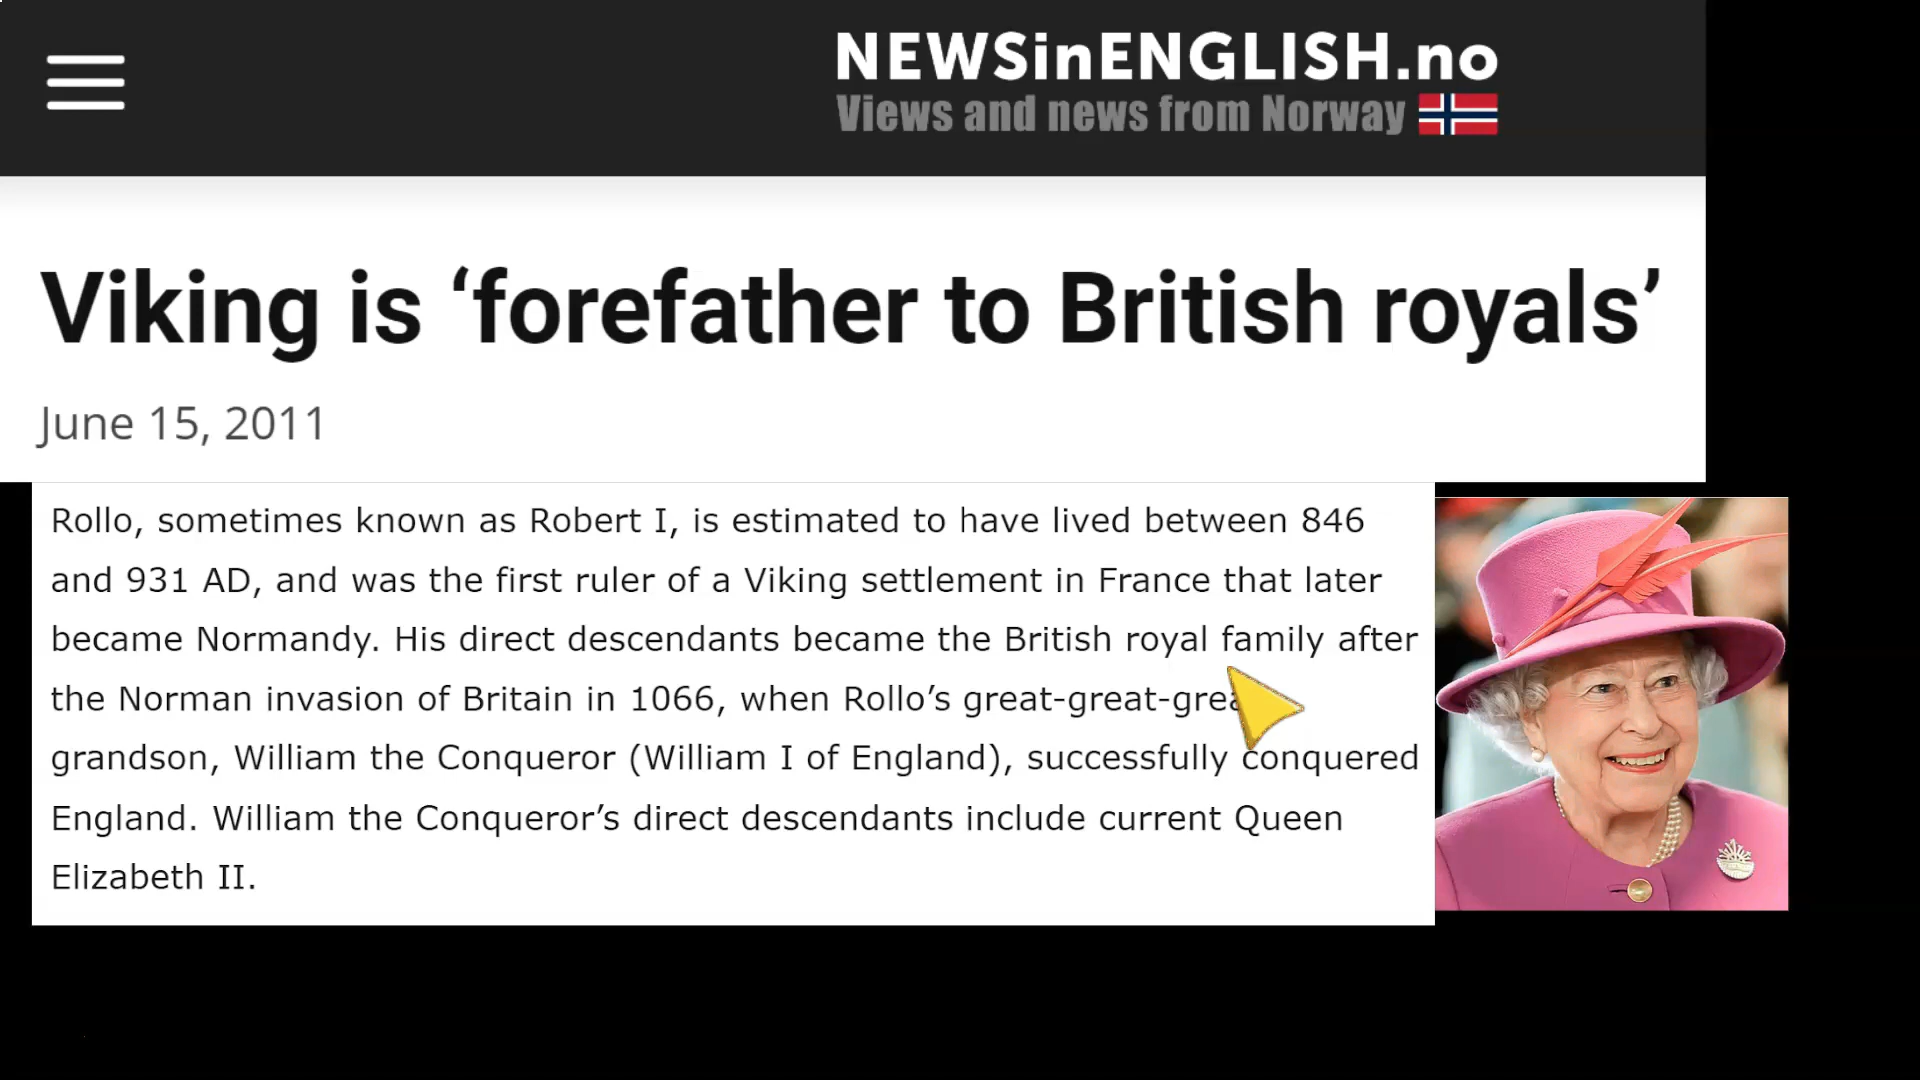 NEWSinENGLISH.no
Views and news from Norway
Viking is ‘forefather to British royals’
June 15, 2011
Rollo, sometimes known as Robert I, is estimated to have lived between 846
and 931 AD, and was the first ruler of a Viking settlement in France that later
became Normandy. His direct descendants became the British royal family after
the Norman invasion of Britain in 1066, when Rollo’s great-great-grea
grandson, William the Conqueror (William I of England), successfully conquered
England. William the Conqueror’s direct descendants include current Queen
Elizabeth II.